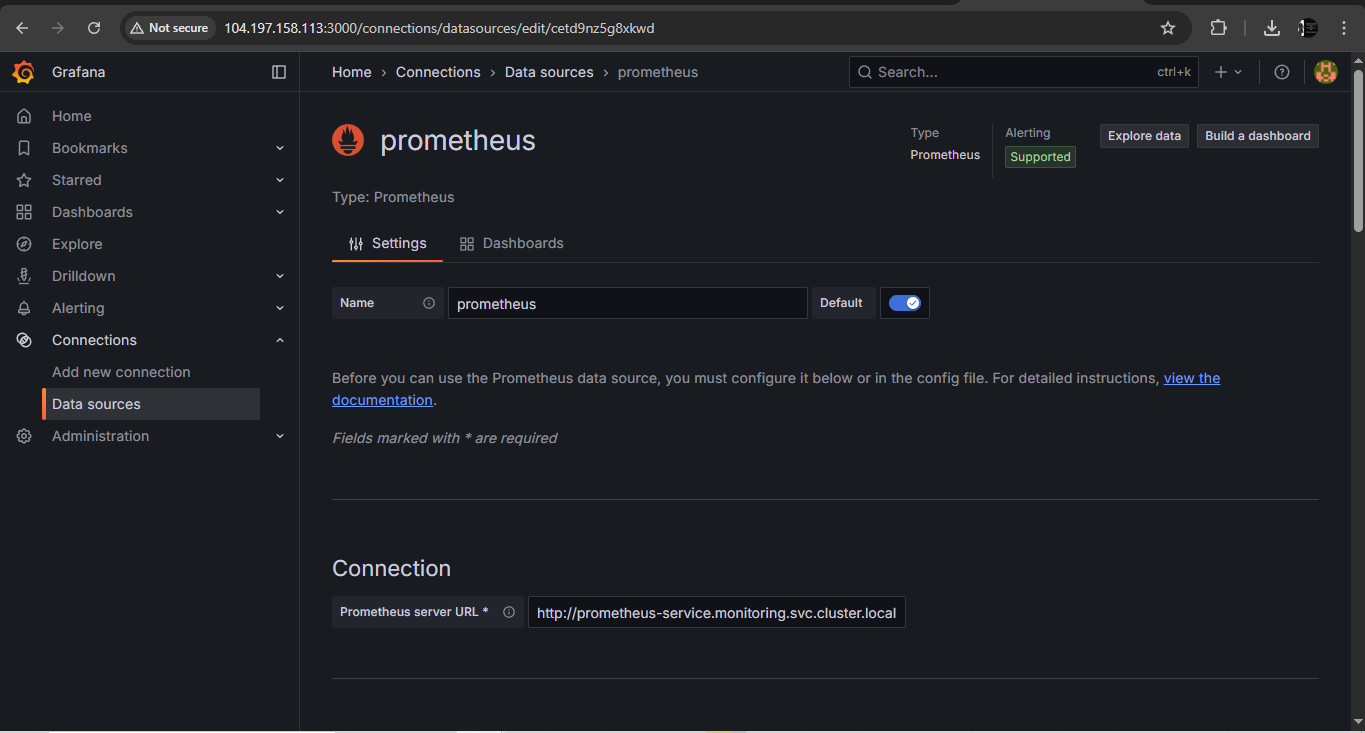 Not secure 104.197.158.113:3000/connections/datasources/edit/cetd9nz5g8xkwd
Grafana
Home › Connections › Data sources › prometheus
Search... ctrl+k
Home
Bookmarks
Starred
Dashboards
Explore
Drilldown
Alerting
Connections
Add new connection
Data sources
Administration
prometheus
Type
Prometheus
Alerting
Supported
Explore data
Build a dashboard
Type: Prometheus
Settings
Dashboards
Name prometheus Default
Before you can use the Prometheus data source, you must configure it below or in the config file. For detailed instructions, view the
documentation.
Fields marked with * are required
Connection
Prometheus server URL * http://prometheus-service.monitoring.svc.cluster.local